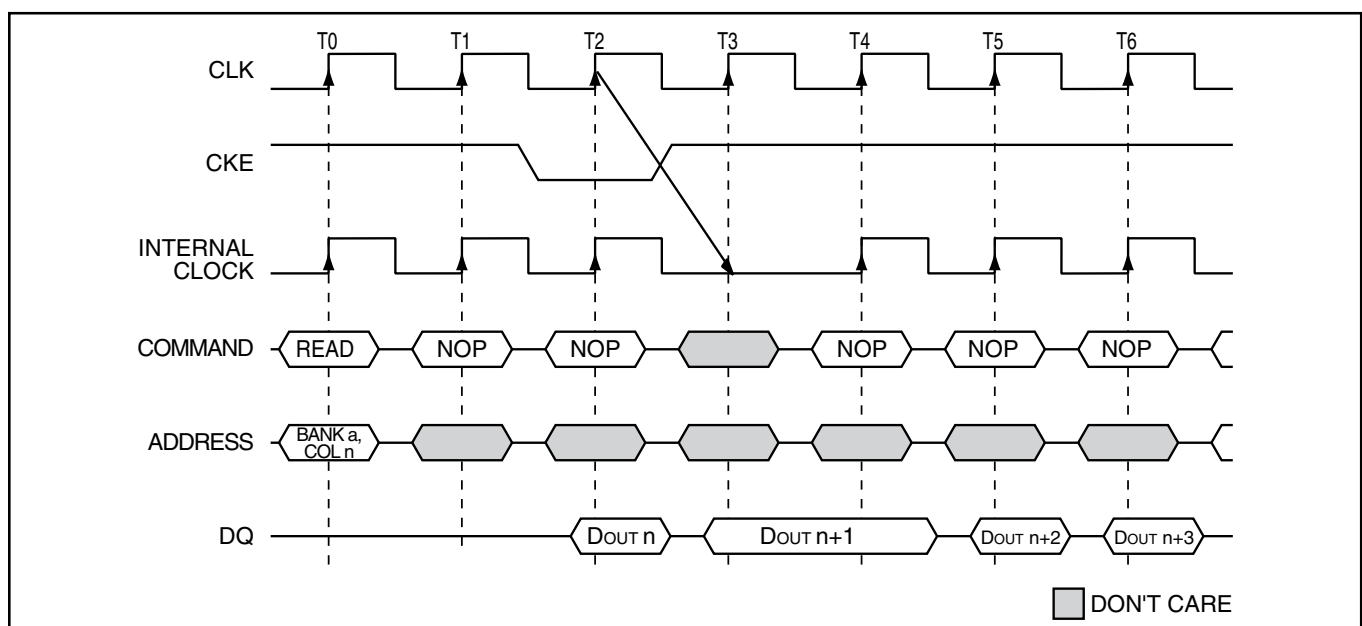 T0 T1 T2 T3 T4 T5 T6
CLK
CKE
INTERNAL
CLOCK
COMMAND READ NOP NOP NOP NOP NOP
ADDRESS BANK a,
COL n
DQ DOUT n DOUT n+1 DOUT n+2 DOUT n+3
DON'T CARE